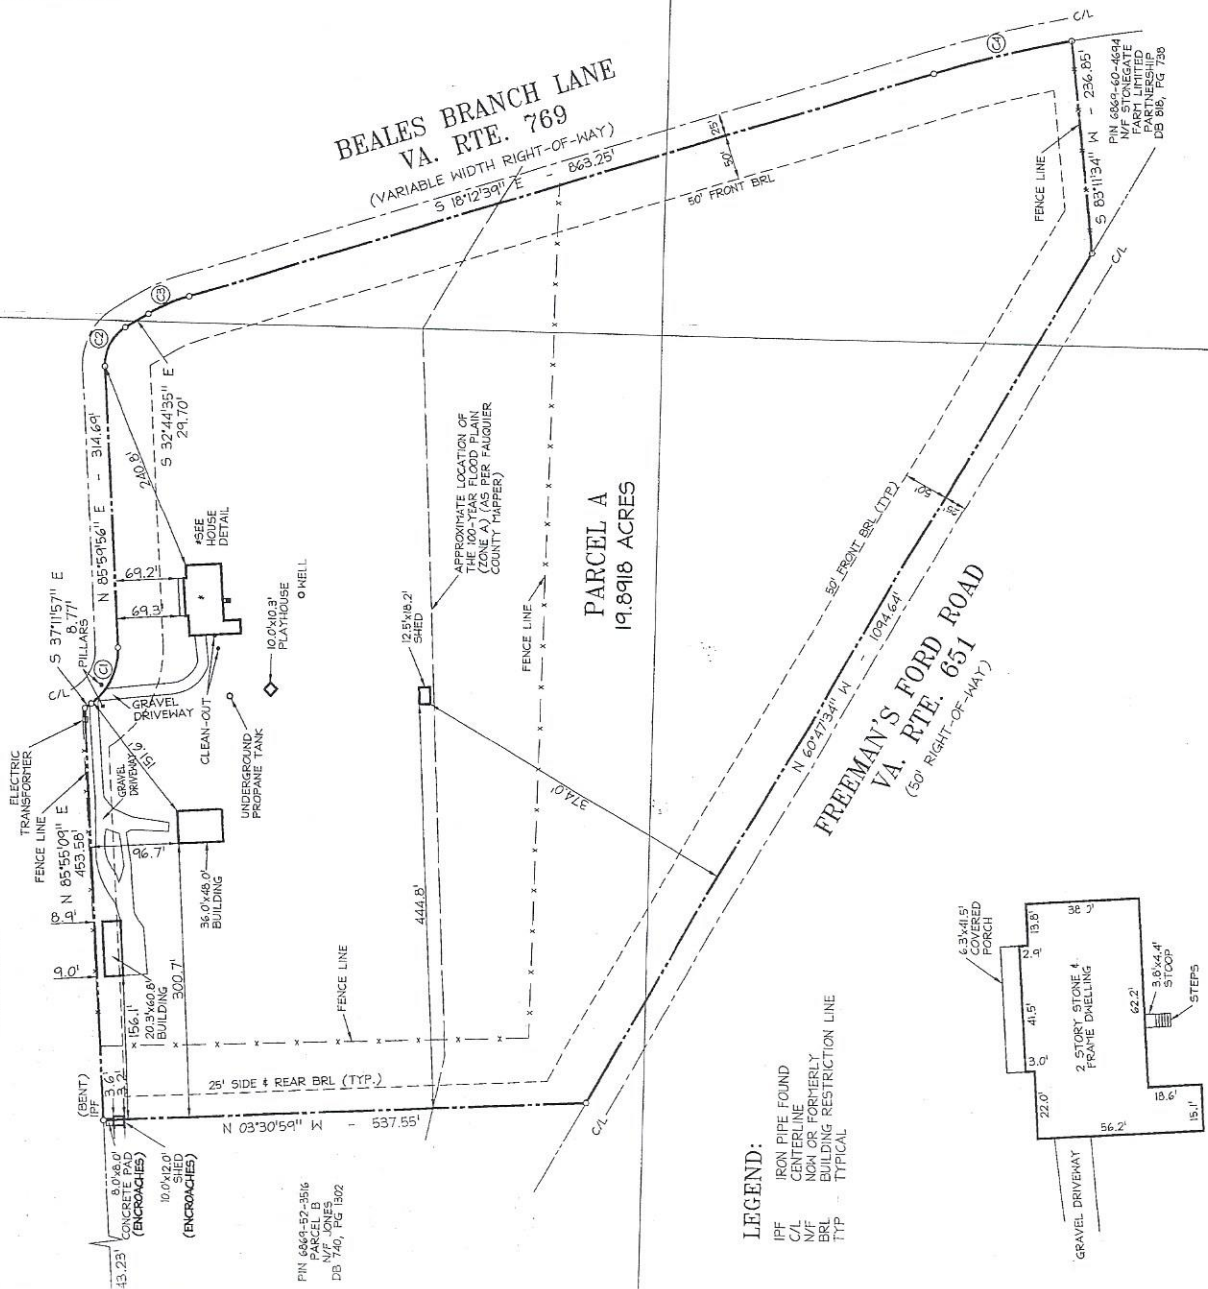 BEALES BRANCH LANE
VA. RTE. 769
(VARIABLE WIDTH RIGHT-OF-WAY)
S 18°12'39" E - 863.25'
C/L
C4
25'
50'
50' FRONT BRL
PIN 6869-60-4694
N/F STONEGATE
FARM LIMITED
PARTNERSHIP
DB 818, PG 738
S 83°11'34" W - 236.85'
FENCE LINE
C/L
C3
C2
S 32°44'35" E
29.70'
N 85°59'56" E - 314.69'
240.8'
*SEE
HOUSE
DETAIL
69.2'
69.3'
*
S 37°11'57" E
8.77'
PILLARS
C1
C/L
GRAVEL
DRIVEWAY
CLEAN-OUT
WELL
10.0'x10.3'
PLAYHOUSE
UNDERGROUND
PROPANE TANK
APPROXIMATE LOCATION OF
THE 100-YEAR FLOOD PLAIN
(ZONE A) (AS PER FAUQUIER
COUNTY MAPPER)
12.5'x18.2'
SHED
FENCE LINE
PARCEL A
19.8918 ACRES
ELECTRIC
TRANSFORMER
FENCE LINE
N 85°55'09" E
453.58'
GRAVEL
DRIVEWAY
151.6'
96.7'
36.0'x48.0'
BUILDING
8.9'
9.0'
20.3'x60.8'
BUILDING
156.1'
300.7'
444.8'
374.0'
FENCE LINE
25' SIDE & REAR BRL (TYP.)
N 03°30'59" W - 537.55'
(BENT)
IPF
3.6'
3.2'
8.0'x8.0'
CONCRETE PAD
(ENCROACHES)
10.0'x12.0'
SHED
(ENCROACHES)
43.23'
PIN 6869-52-3516
PARCEL B
N/F JONES
DB 740, PG 1302
50' FRONT BRL (TYP.)
50'
25'
N 60°47'34" W - 1094.64'
FREEMAN'S FORD ROAD
VA. RTE. 651
(50' RIGHT-OF-WAY)
C/L
LEGEND:
IPF IRON PIPE FOUND
C/L CENTERLINE
N/F NOW OR FORMERLY
BRL BUILDING RESTRICTION LINE
TYP TYPICAL
6.3'x41.5'
COVERED
PORCH
13.8'
2.9'
41.5'
3.0'
22.0'
2 STORY STONE &
FRAME DWELLING
62.2'
3.8'x4.4'
STOOP
STEPS
18.6'
15.1'
56.2'
GRAVEL DRIVEWAY